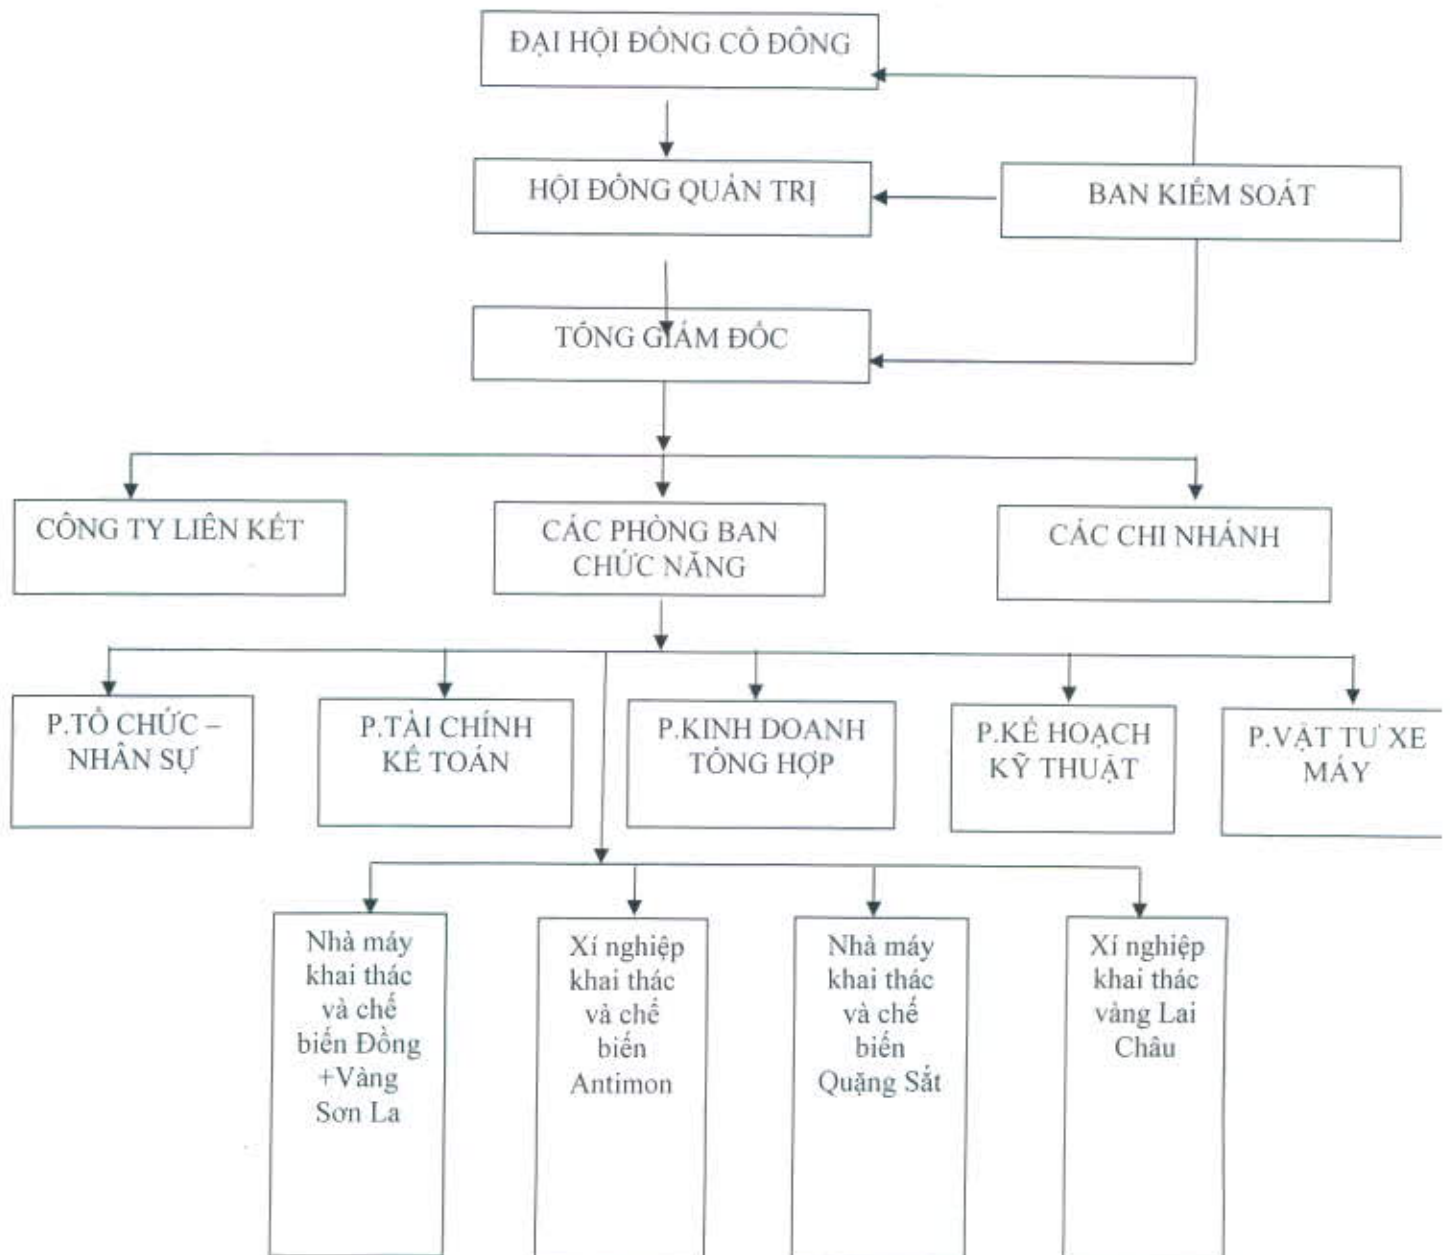 ĐẠI HỘI ĐỒNG CỔ ĐÔNG
HỘI ĐỒNG QUẢN TRỊ
BAN KIỂM SOÁT
TỔNG GIÁM ĐỐC
CÔNG TY LIÊN KẾT
CÁC PHÒNG BAN
CHỨC NĂNG
CÁC CHI NHÁNH
P.TỔ CHỨC –
NHÂN SỰ
P.TÀI CHÍNH
KẾ TOÁN
P.KINH DOANH
TỔNG HỢP
P.KẾ HOẠCH
KỸ THUẬT
P.VẬT TƯ XE
MÁY
Nhà máy
khai thác
và chế
biến Đồng
+Vàng
Sơn La
Xí nghiệp
khai thác
và chế
biến
Antimon
Nhà máy
khai thác
và chế
biến
Quặng Sắt
Xí nghiệp
khai thác
vàng Lai
Châu